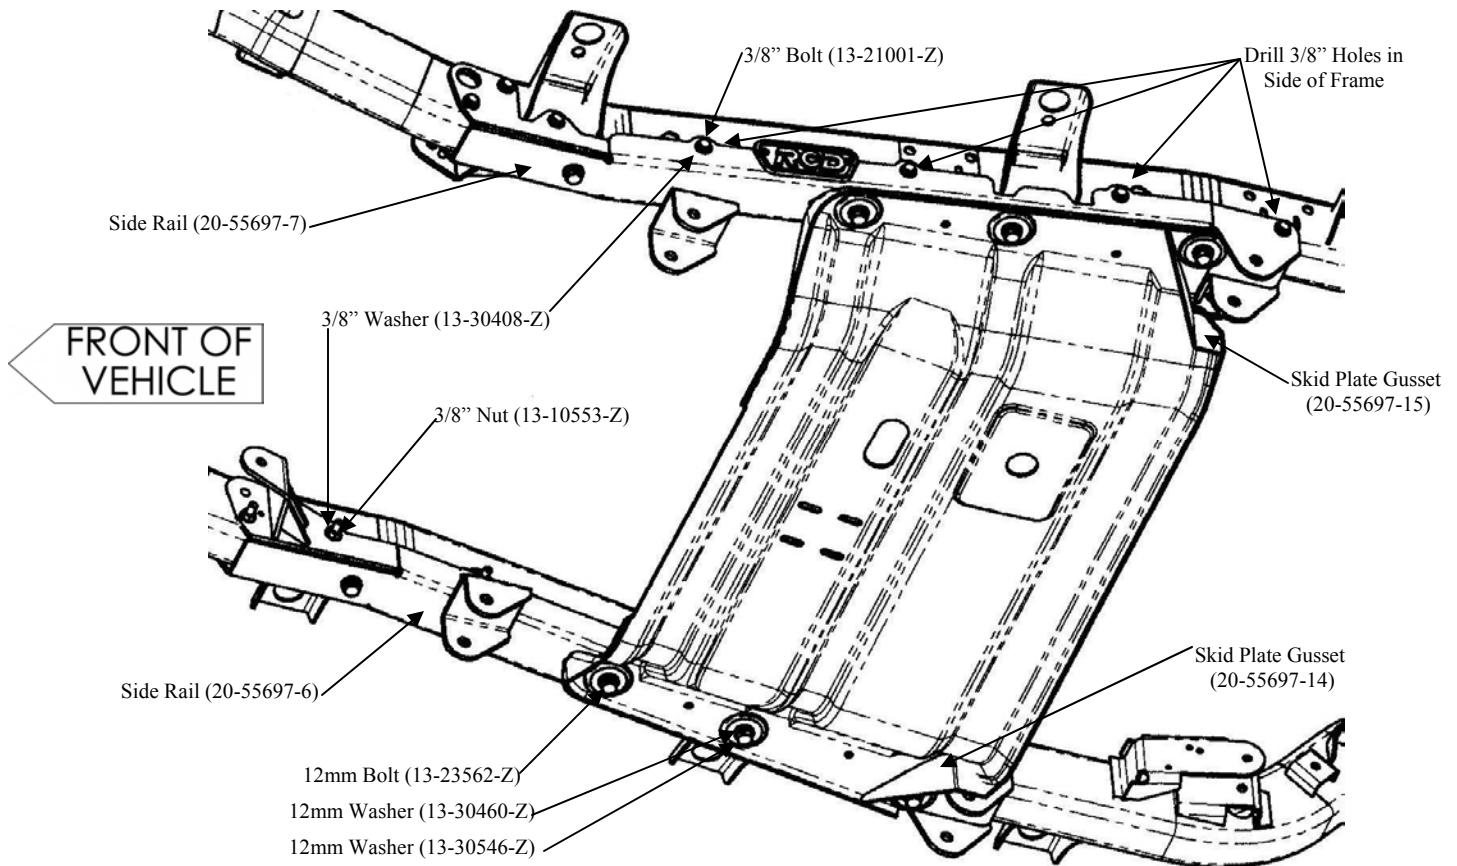 3/8” Bolt (13-21001-Z)
Drill 3/8” Holes in
Side of Frame
RCD
Side Rail (20-55697-7)
3/8” Washer (13-30408-Z)
FRONT OF
VEHICLE
Skid Plate Gusset
(20-55697-15)
3/8” Nut (13-10553-Z)
Skid Plate Gusset
(20-55697-14)
Side Rail (20-55697-6)
12mm Bolt (13-23562-Z)
12mm Washer (13-30460-Z)
12mm Washer (13-30546-Z)